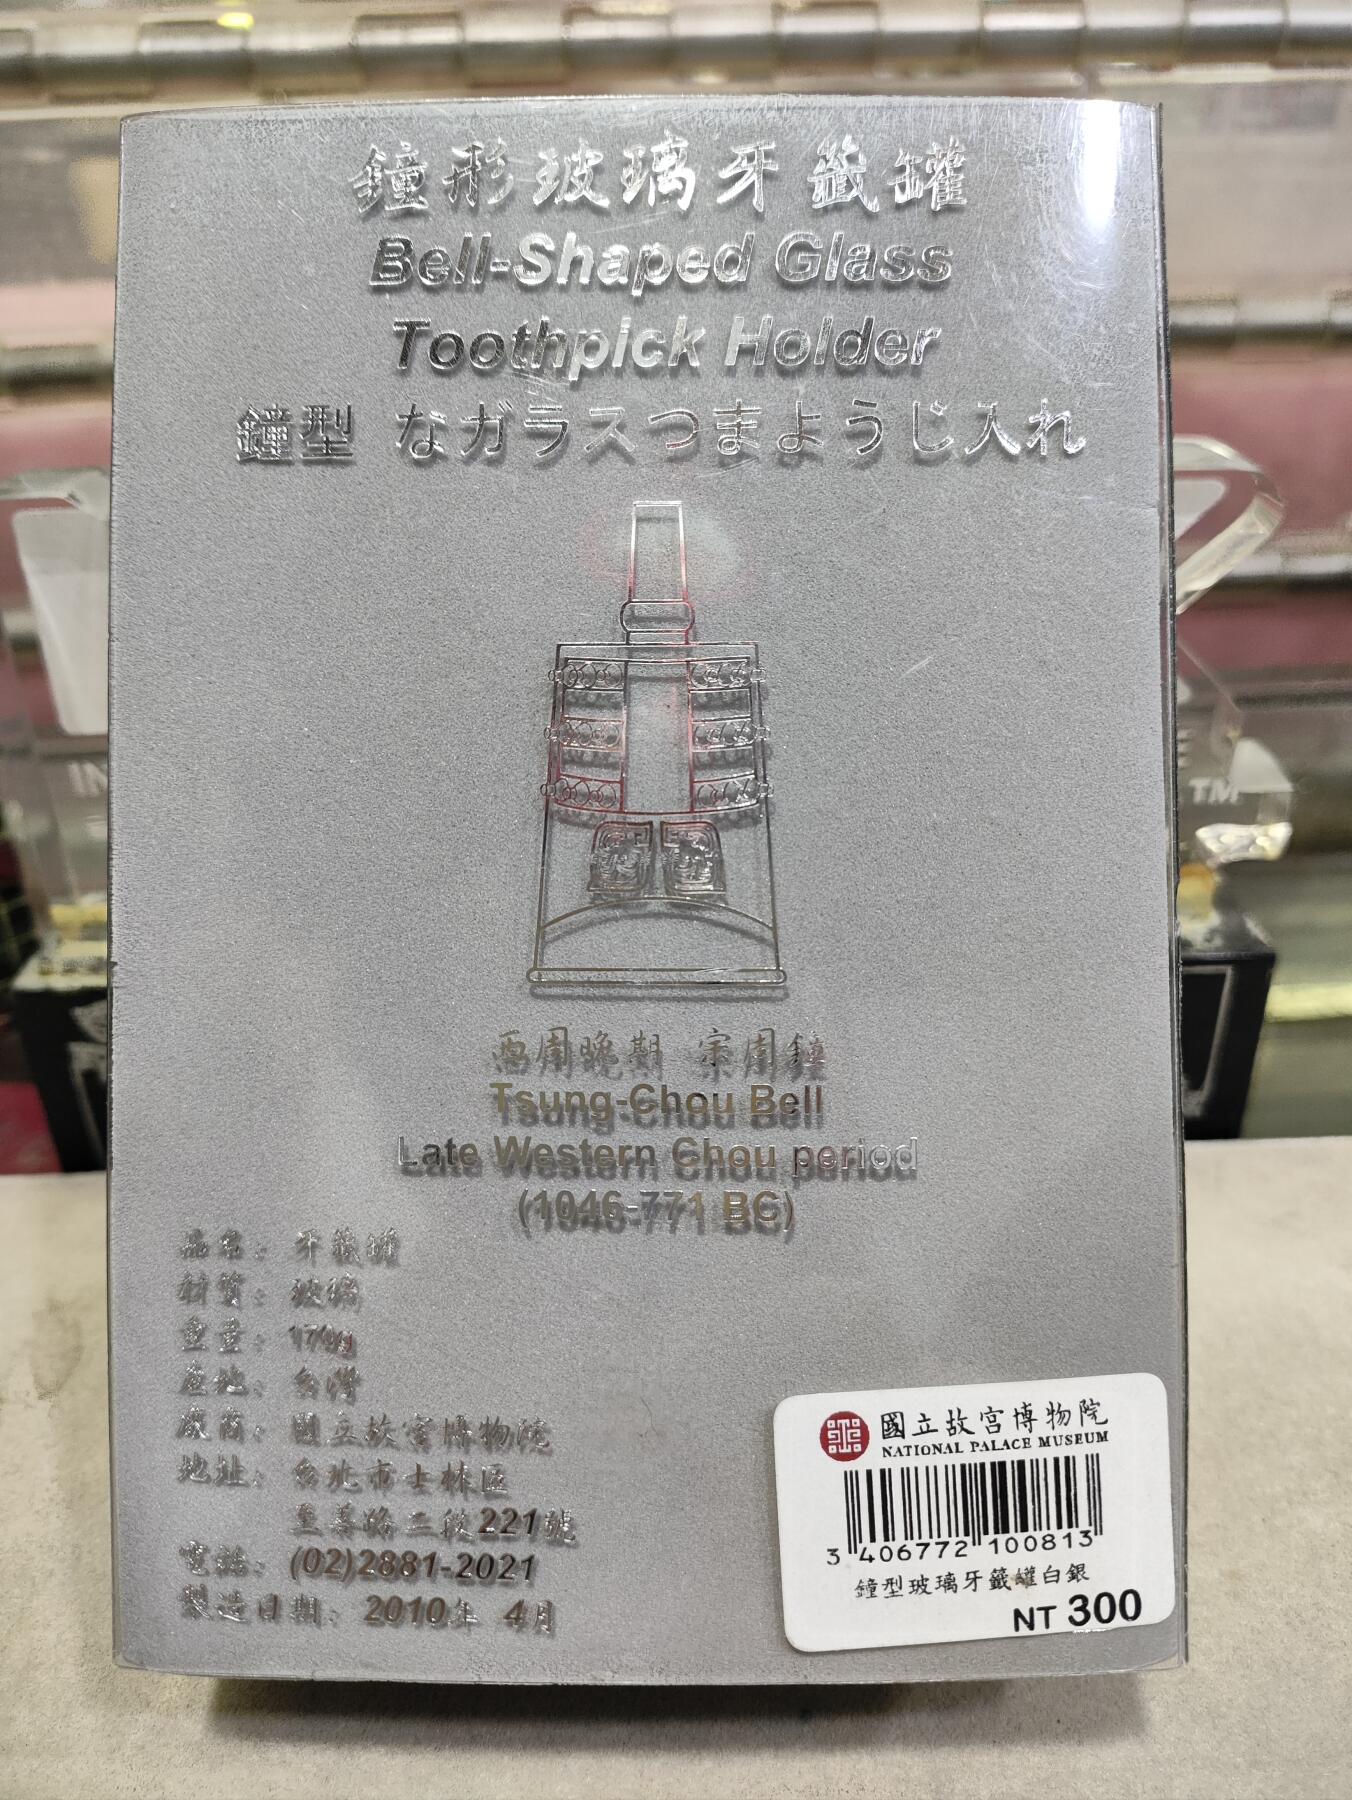 鐘形玻璃牙籤罐
Bell-Shaped Glass
Toothpick Holder
鐘型 なガラスつまようじ入れ
西周晚期 宗周鐘
Tsung-Chou Bell
Late Western Chou period
(1046-771 BC)
品名：牙籤罐
材質：玻璃
重量：170g
產地：台灣
廠商：國立故宮博物院
地址：台北市士林區
至善路二段221號
電話：(02)2881-2021
製造日期：2010年 4月
國立故宮博物院
NATIONAL PALACE MUSEUM
3 406772 100813
鐘型玻璃牙籤罐白銀
NT 300
IN
E
TM